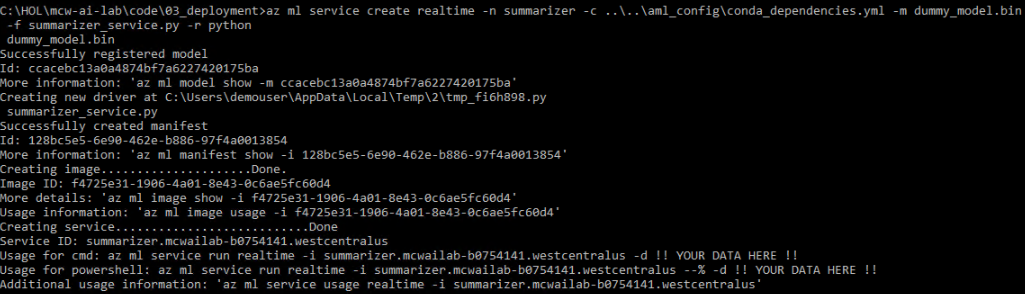 C:\HOL\mcw-ai-lab\code\03_deployment>az ml service create realtime -n summarizer -c ..\..\aml_config\conda_dependencies.yml -m dummy_model.bin
-f summarizer_service.py -r python
dummy_model.bin
Successfully registered model
Id: ccacebc13a0a4874bf7a6227420175ba
More information: 'az ml model show -m ccacebc13a0a4874bf7a6227420175ba'
Creating new driver at C:\Users\demouser\AppData\Local\Temp\2\tmp_fi6h898.py
summarizer_service.py
Successfully created manifest
Id: 128bc5e5-6e90-462e-b886-97f4a0013854
More information: 'az ml manifest show -i 128bc5e5-6e90-462e-b886-97f4a0013854'
Creating image.....................Done.
Image ID: f4725e31-1906-4a01-8e43-0c6ae5fc60d4
More details: 'az ml image show -i f4725e31-1906-4a01-8e43-0c6ae5fc60d4'
Usage information: 'az ml image usage -i f4725e31-1906-4a01-8e43-0c6ae5fc60d4'
Creating service............................Done
Service ID: summarizer.mcwailab-b0754141.westcentralus
Usage for cmd: az ml service run realtime -i summarizer.mcwailab-b0754141.westcentralus -d !! YOUR DATA HERE !!
Usage for powershell: az ml service run realtime -i summarizer.mcwailab-b0754141.westcentralus --% -d !! YOUR DATA HERE !!
Additional usage information: 'az ml service usage realtime -i summarizer.mcwailab-b0754141.westcentralus'